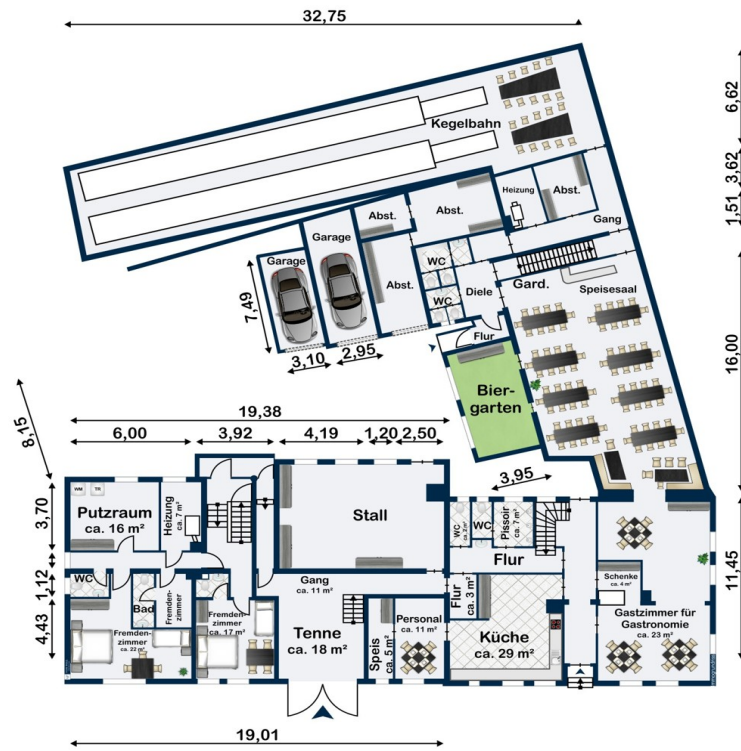 32,75
6,62
3,62
1,51
16,00
11,45
Kegelbahn
Heizung
Abst.
Abst.
Abst.
Gang
Garage
Garage
Abst.
WC
WC
Diele
Gard.
Speisesaal
Flur
7,49
3,10
2,95
Bier-
garten
8,15
19,38
6,00
3,92
4,19
1,20
2,50
3,95
3,70
1,12
4,43
WM
TR
Putzraum
ca. 16 m²
Heizung
ca. 7 m²
Stall
WC
ca. 2 m²
WC
Pissoir
ca. 7 m²
Flur
Gang
ca. 11 m²
Flur
ca. 3 m²
Schenke
ca. 4 m²
WC
Bad
Fremden-
zimmer
Fremden-
zimmer
ca. 22 m²
Fremden-
zimmer
ca. 17 m²
Tenne
ca. 18 m²
Speis
ca. 5 m²
Personal
ca. 11 m²
Küche
ca. 29 m²
Gastzimmer für
Gastronomie
ca. 23 m²
19,01